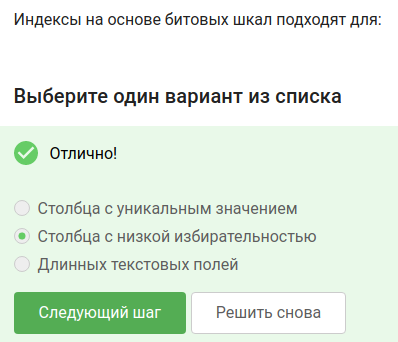 Индексы на основе битовых шкал подходят для:
Выберите один вариант из списка
Отлично!
Столбца с уникальным значением
Столбца с низкой избирательностью
Длинных текстовых полей
Следующий шаг
Решить снова